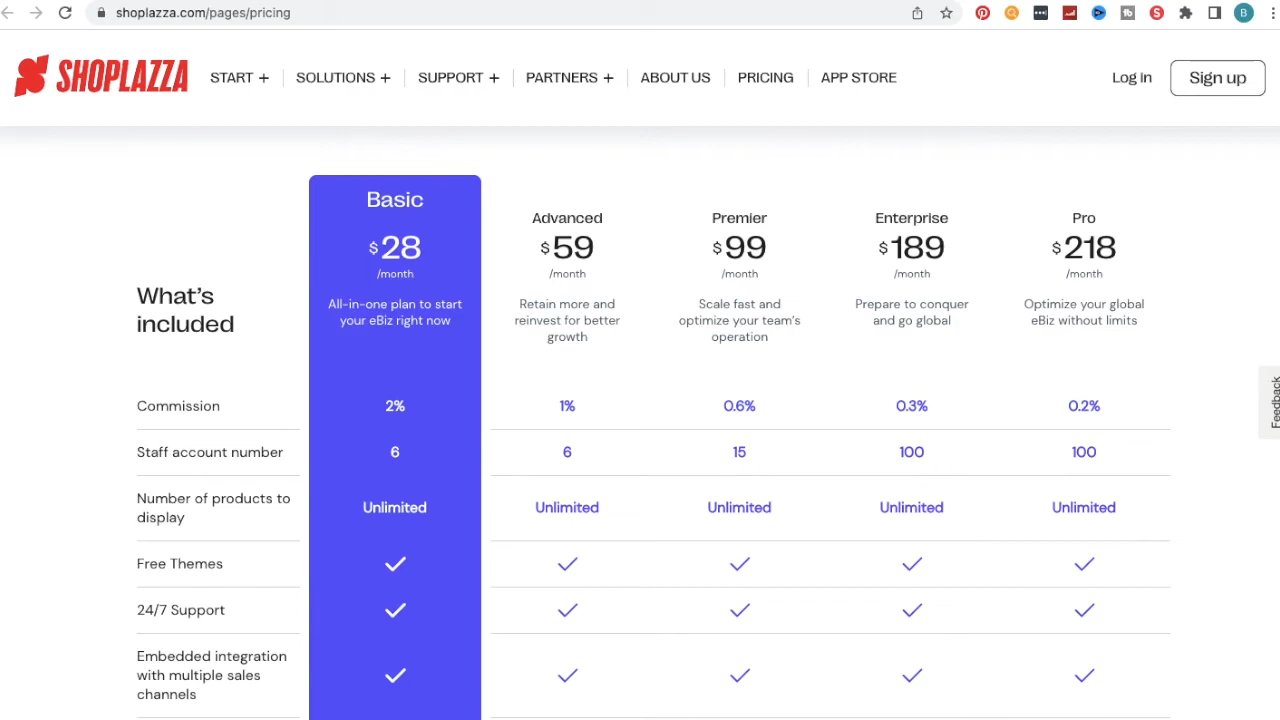 shoplazza.com/pages/pricing
B
SHOPLAZZA
START +
SOLUTIONS +
SUPPORT +
PARTNERS +
ABOUT US
PRICING
APP STORE
Log in
Sign up
What's
included
Basic
$28
/month
All-in-one plan to start
your eBiz right now
Advanced
$59
/month
Retain more and
reinvest for better
growth
Premier
$99
/month
Scale fast and
optimize your team's
operation
Enterprise
$189
/month
Prepare to conquer
and go global
Pro
$218
/month
Optimize your global
eBiz without limits
Feedback
Commission 2% 1% 0.6% 0.3% 0.2%
Staff account number 6 6 15 100 100
Number of products to
display
Unlimited Unlimited Unlimited Unlimited Unlimited
Free Themes
24/7 Support
Embedded integration
with multiple sales
channels